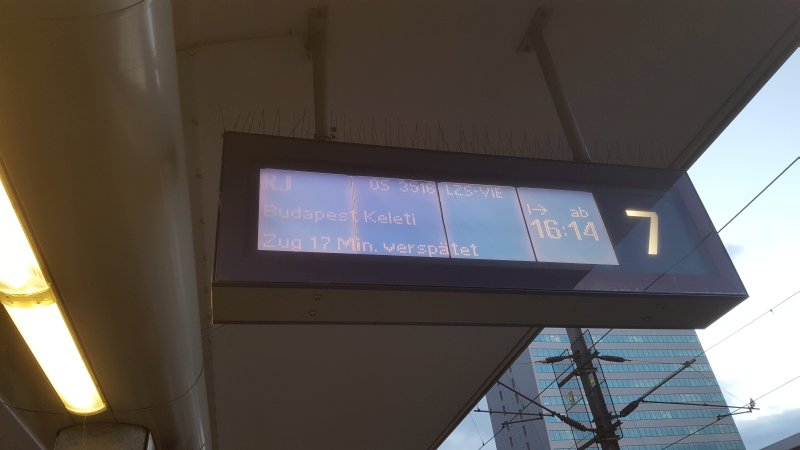 RJ OS 3518 LZS-VIE ab
Budapest Keleti 16:14 7
Zug 17 Min. verspätet